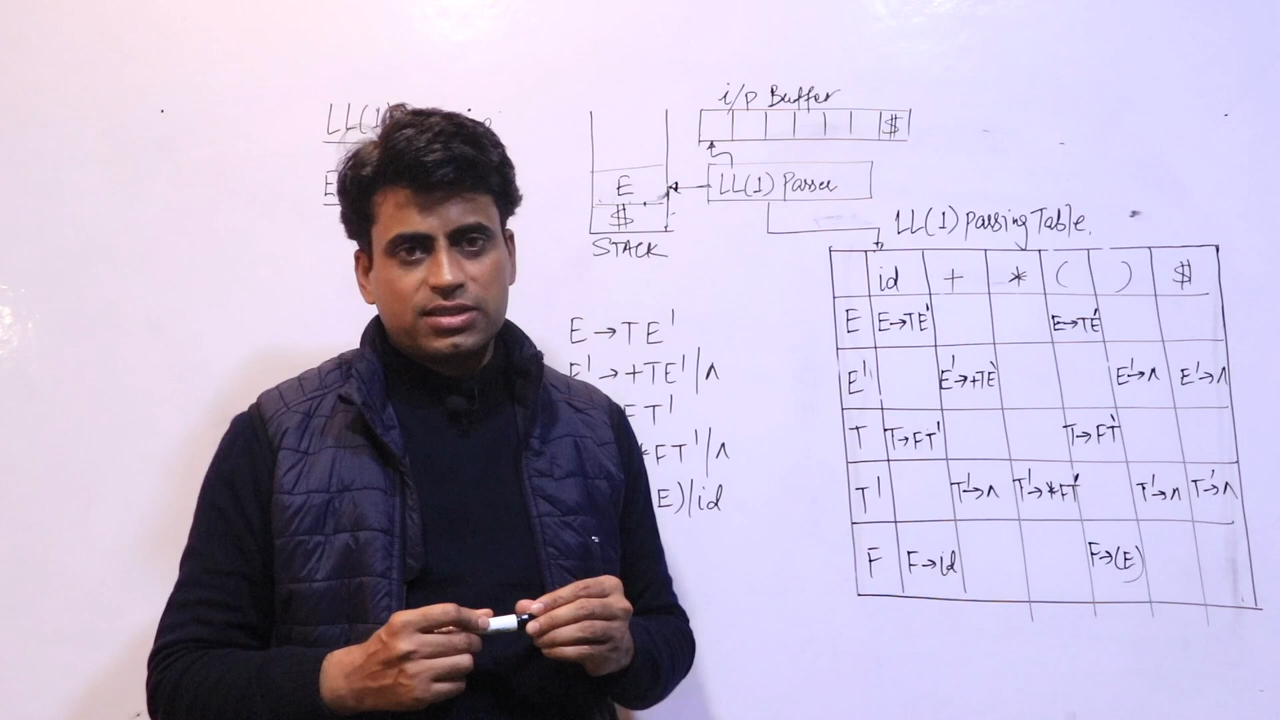 LL(1)
E
i/p Buffer
$
LL(1) Parser
E
$
STACK
E→TE'
E'→+TE'/∧
FT'
*FT'/∧
E)/id
LL(1) Parsing Table.
id + * ( ) $
E E→TE' E→TE'
E' E'→+TE' E'→∧ E'→∧
T T→FT' T→FT'
T' T'→∧ T'→*FT' T'→∧ T'→∧
F F→id F→(E)